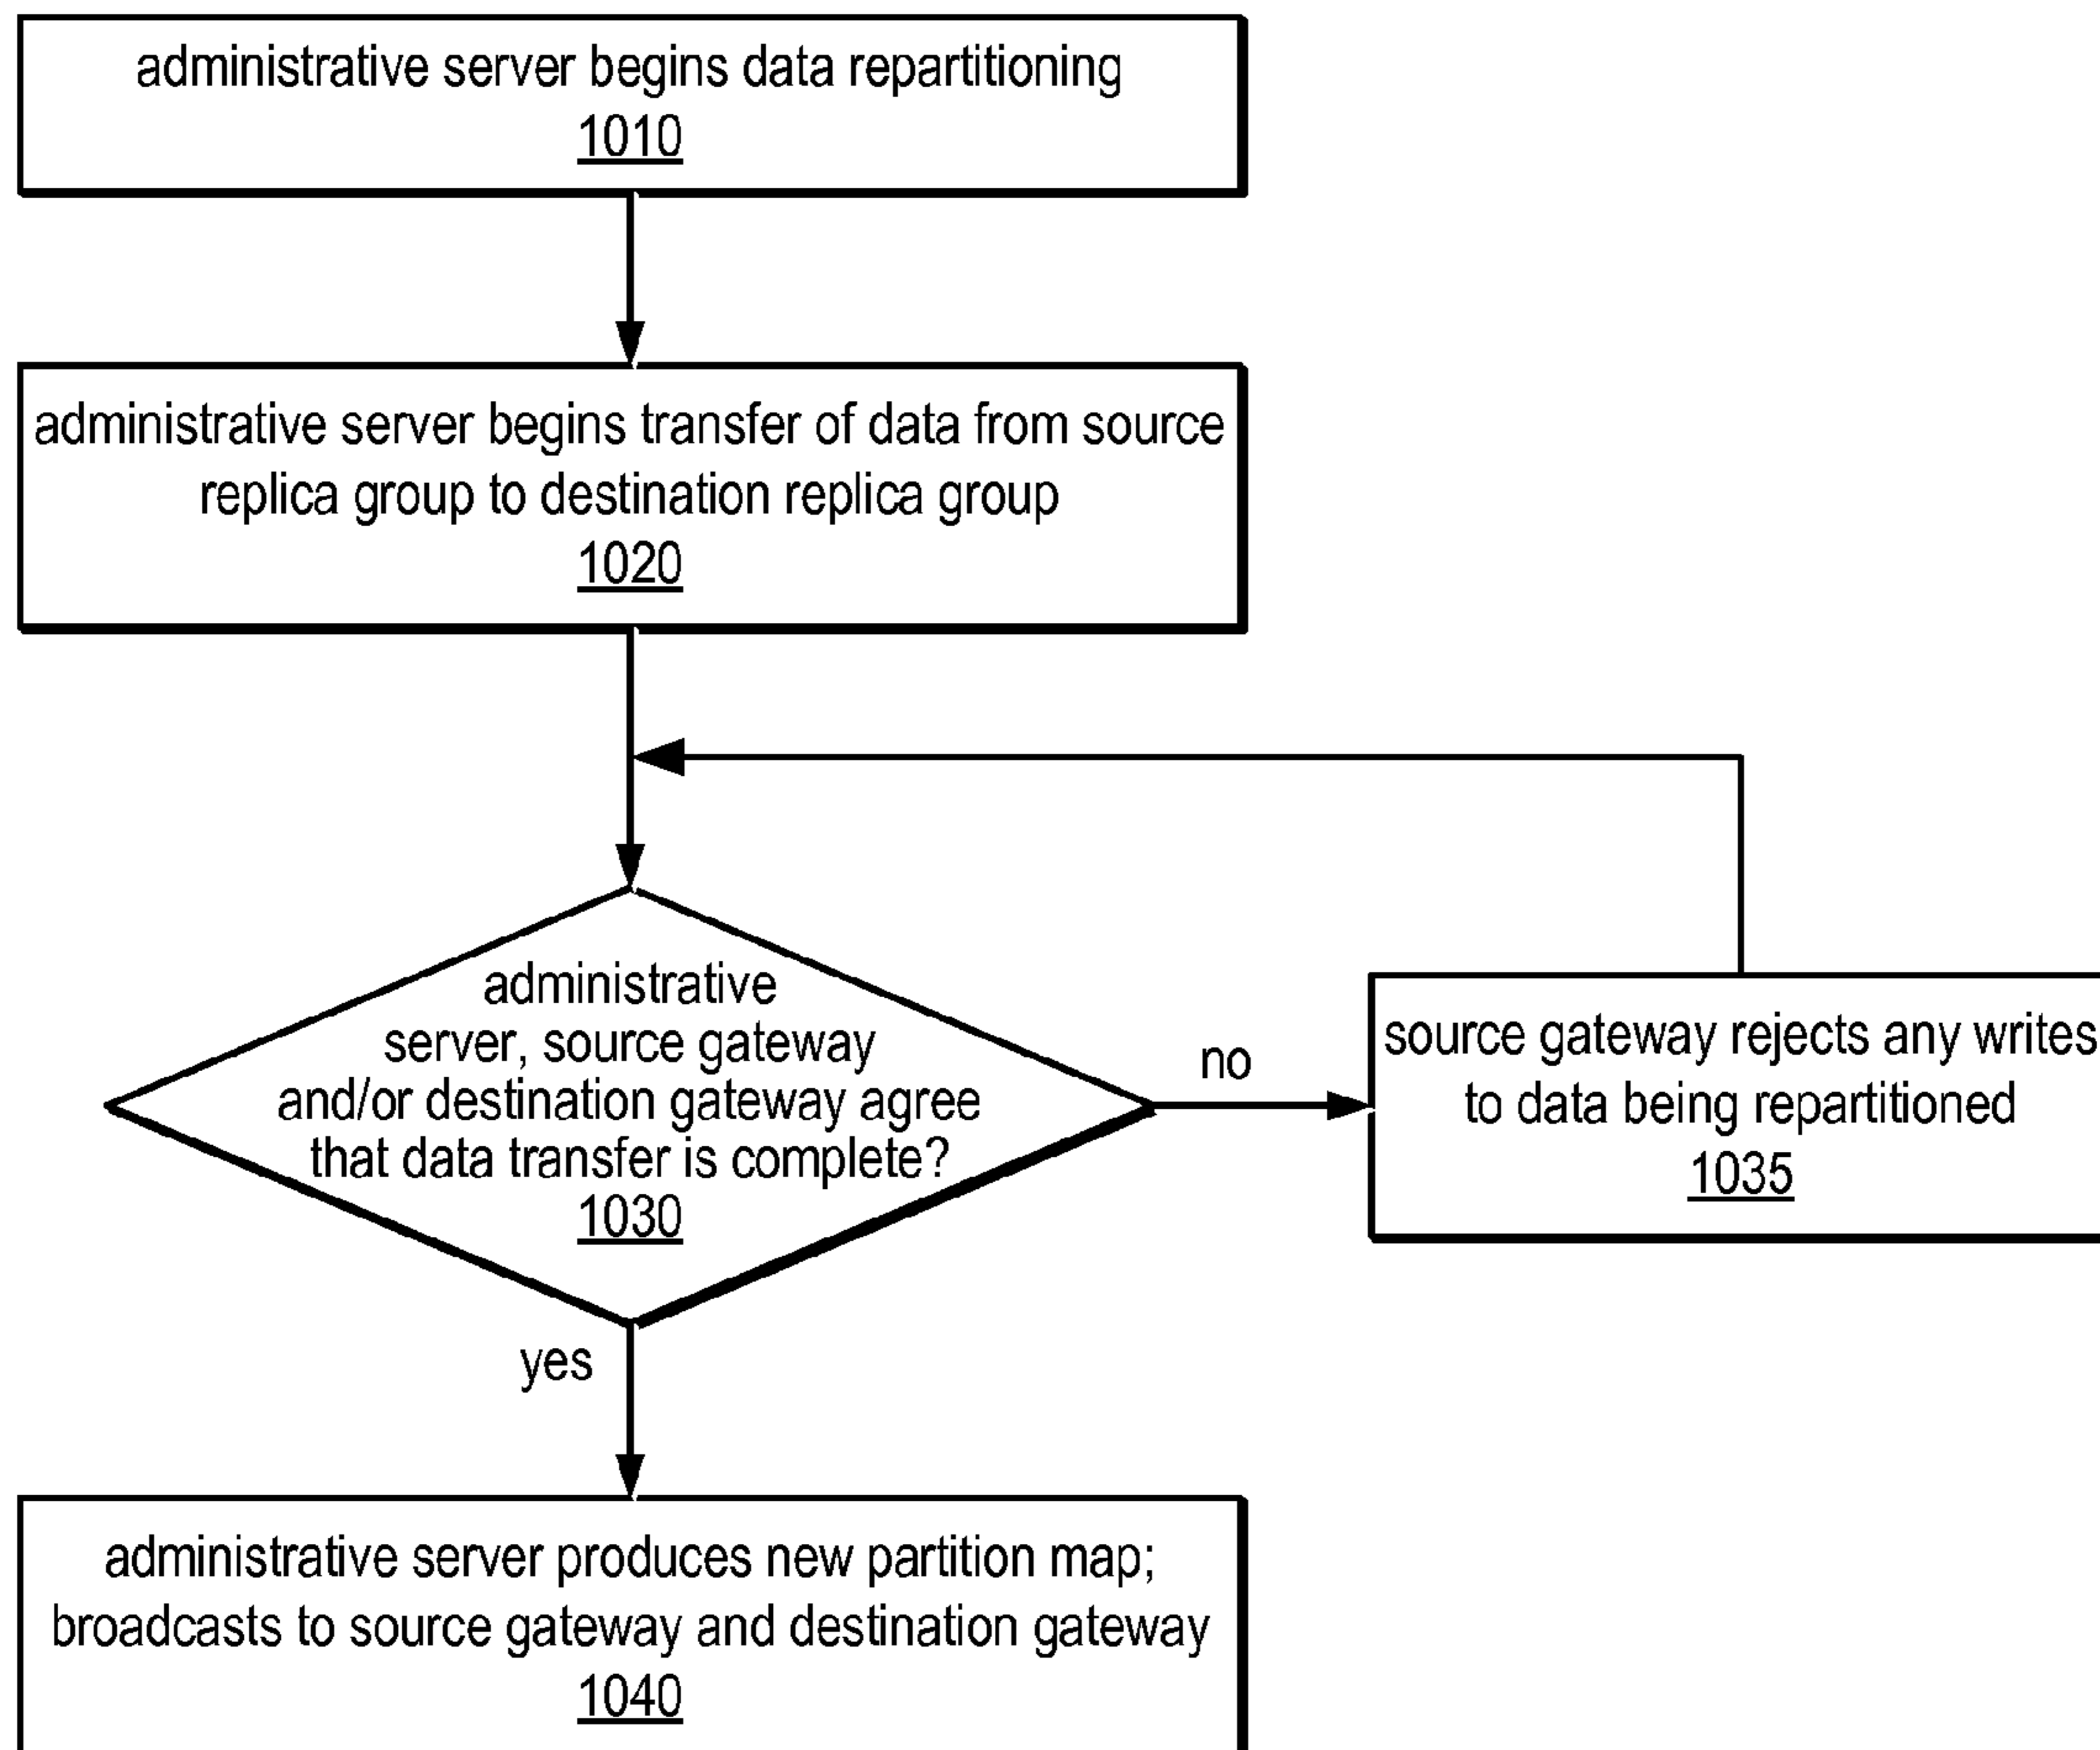 administrative server begins data repartitioning
1010
administrative server begins transfer of data from source
replica group to destination replica group
1020
administrative
server, source gateway
and/or destination gateway agree
that data transfer is complete?
1030
no
source gateway rejects any writes
to data being repartitioned
1035
yes
administrative server produces new partition map;
broadcasts to source gateway and destination gateway
1040